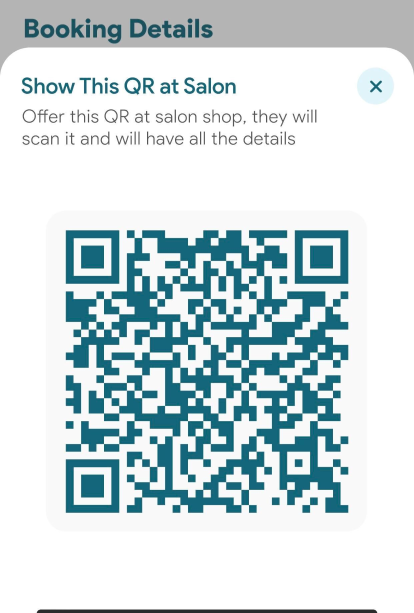 Booking Details
Show This QR at Salon
Offer this QR at salon shop, they will
scan it and will have all the details